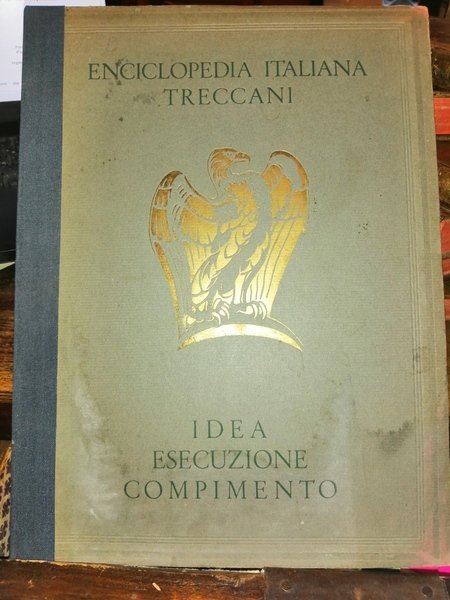 ENCICLOPEDIA ITALIANA
TRECCANI
IDEA
ESECUZIONE
COMPIMENTO